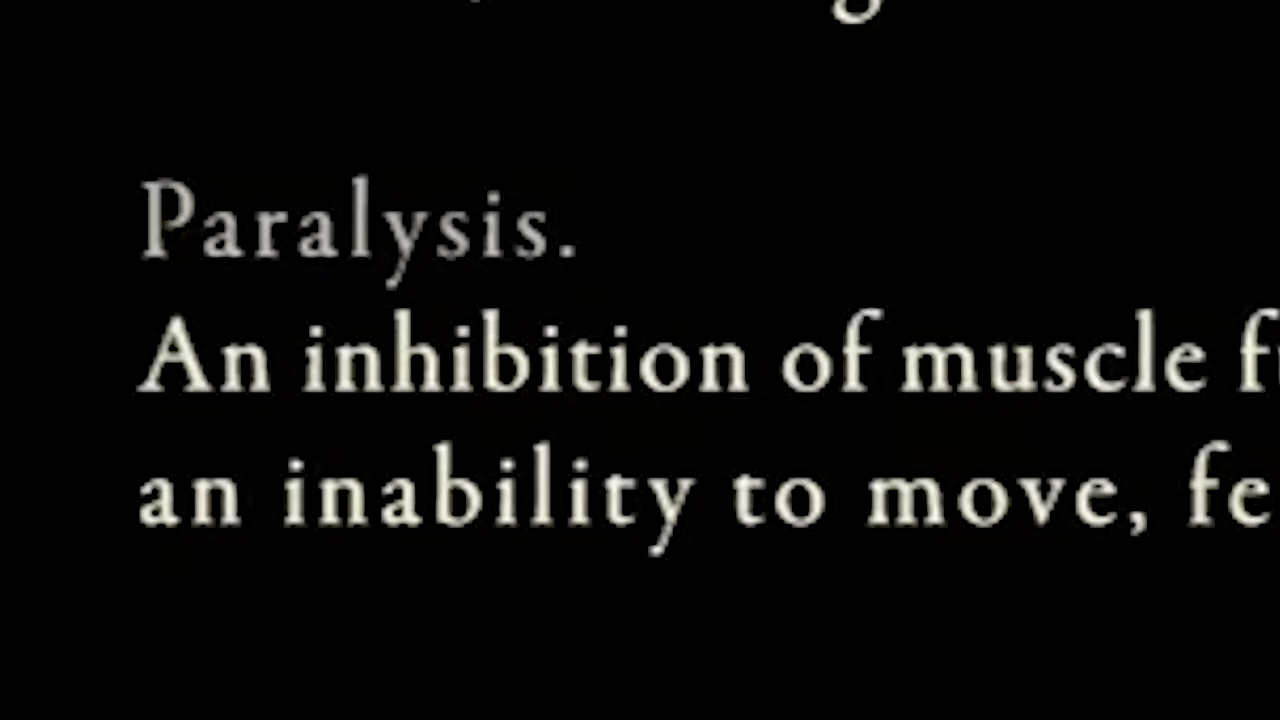 Paralysis.
An inhibition of muscle
an inability to move,